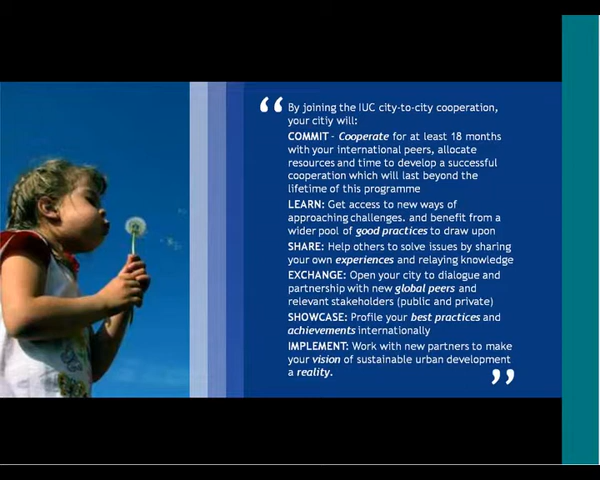 “ By joining the IUC city-to-city cooperation,
your citiy will:
COMMIT - Cooperate for at least 18 months
with your international peers, allocate
resources and time to develop a successful
cooperation which will last beyond the
lifetime of this programme
LEARN: Get access to new ways of
approaching challenges. and benefit from a
wider pool of good practices to draw upon
SHARE: Help others to solve issues by sharing
your own experiences and relaying knowledge
EXCHANGE: Open your city to dialogue and
partnership with new global peers and
relevant stakeholders (public and private)
SHOWCASE: Profile your best practices and
achievements internationally
IMPLEMENT: Work with new partners to make
your vision of sustainable urban development
a reality. ”